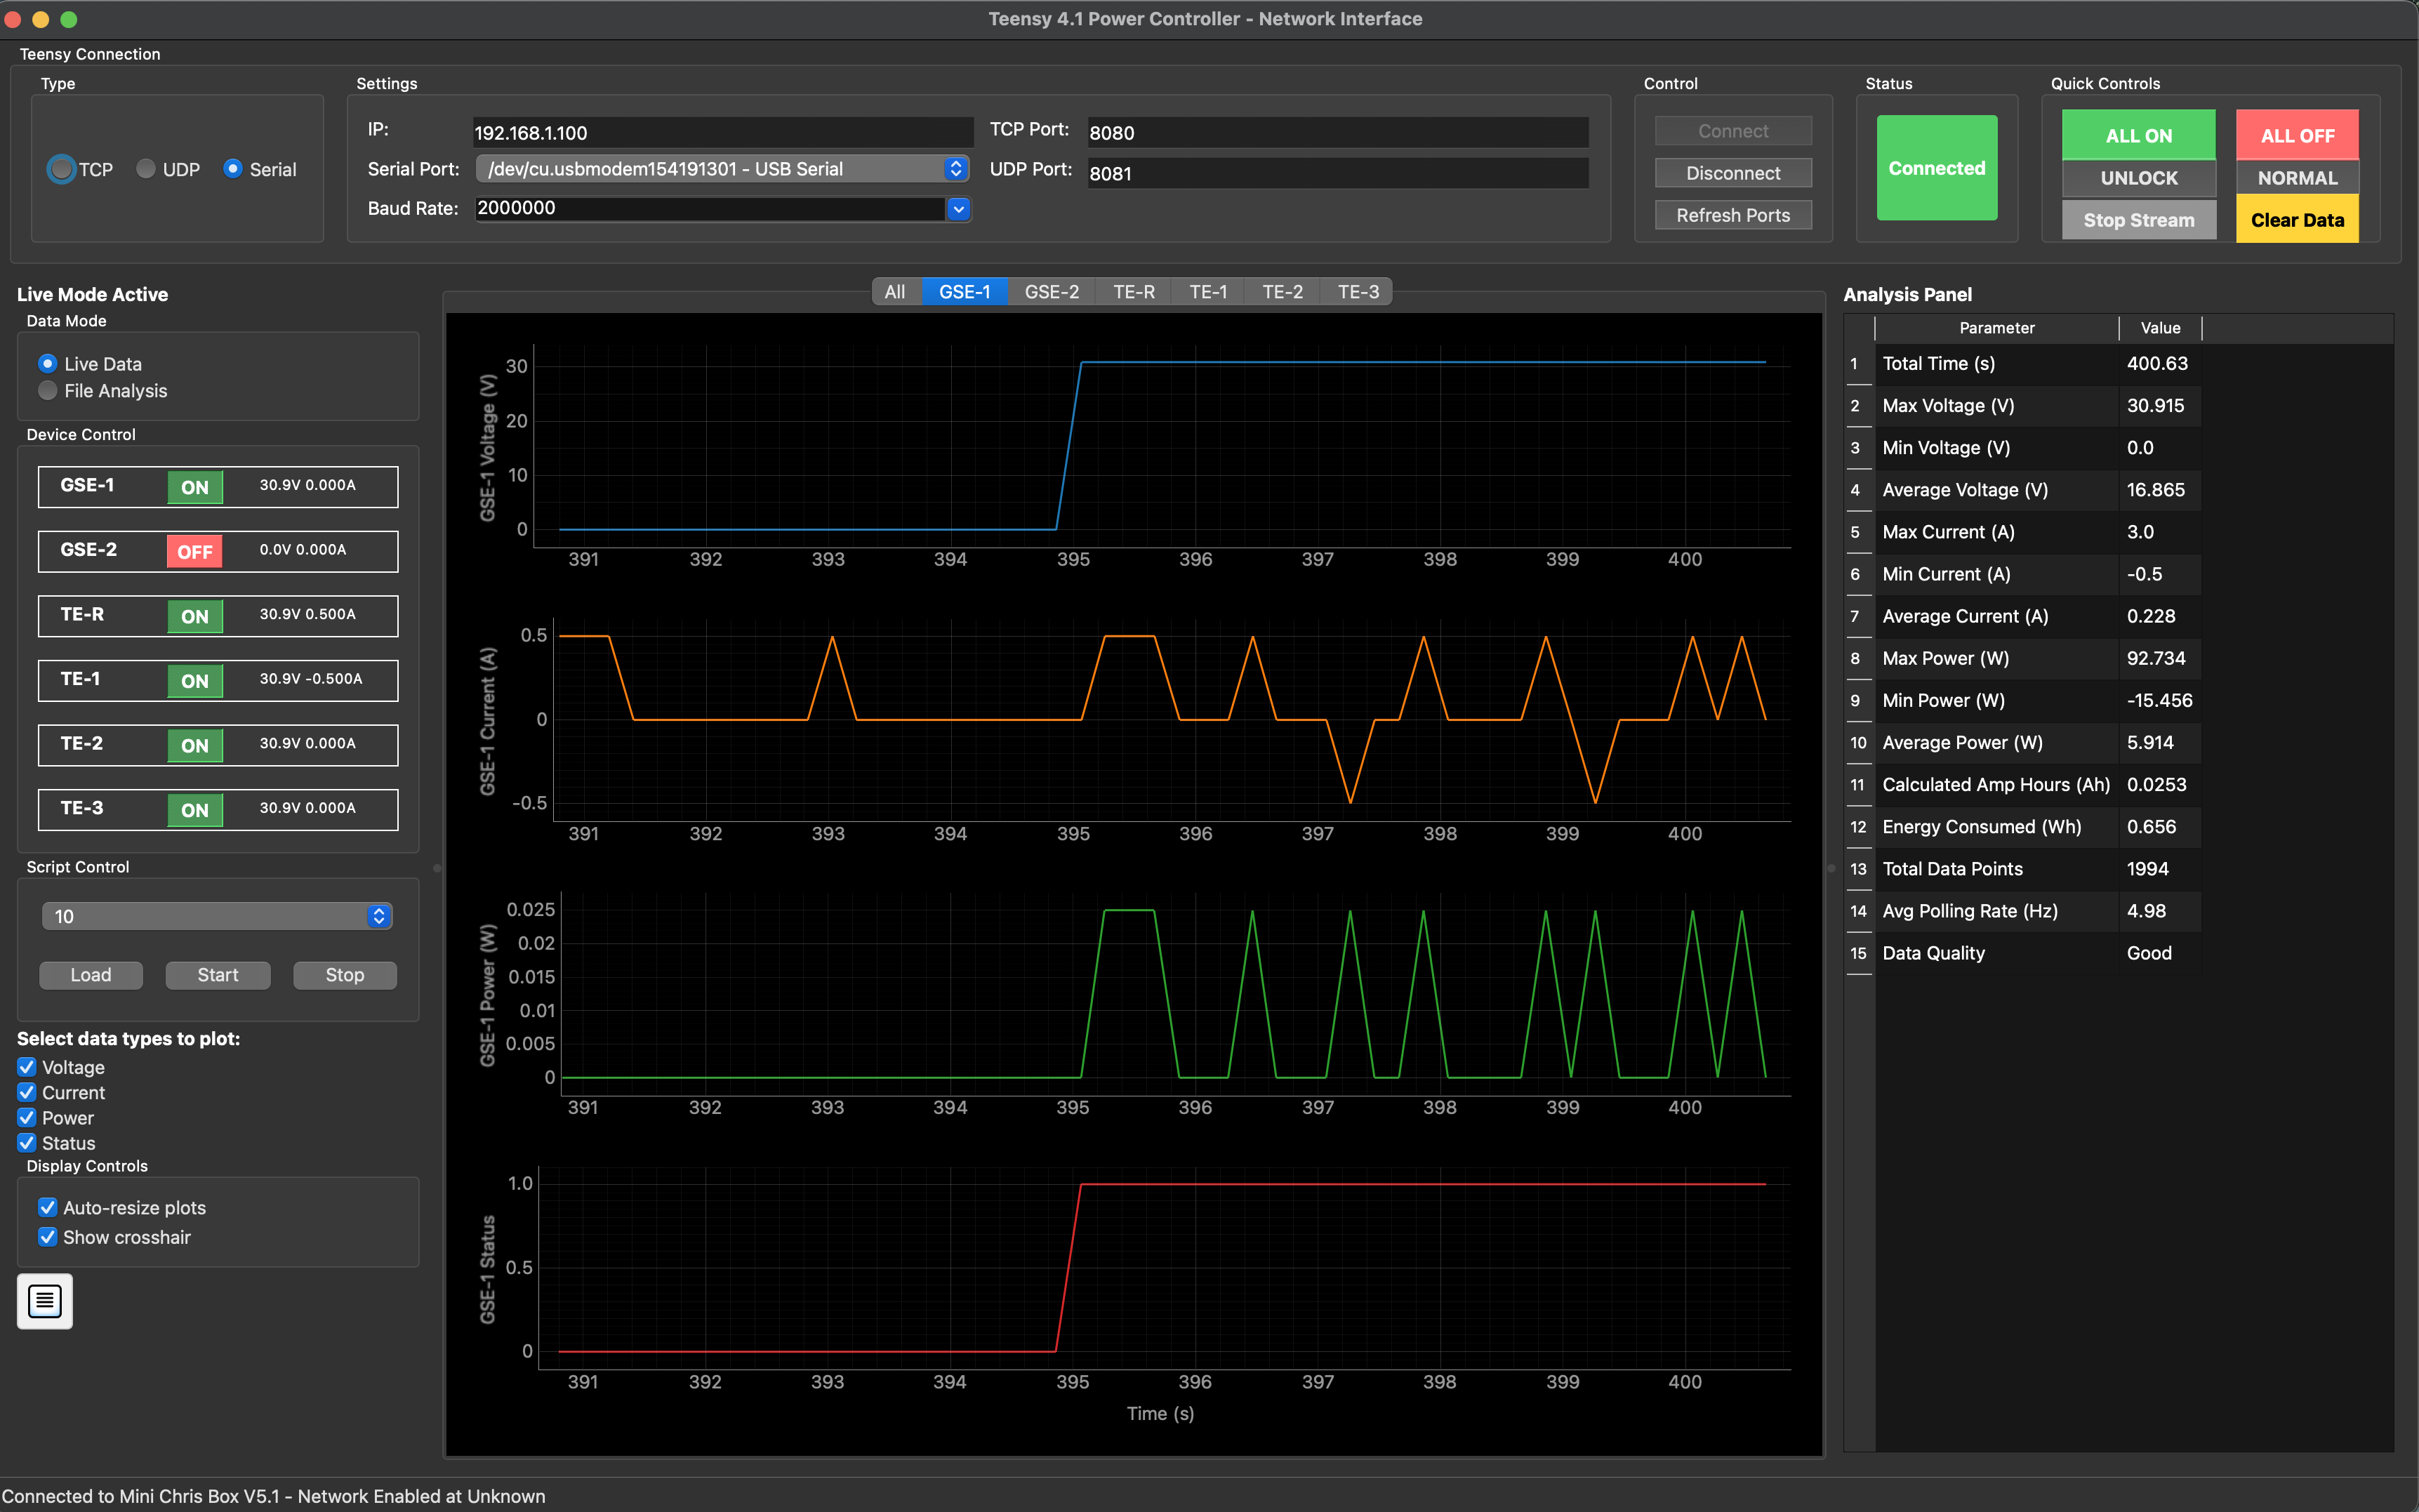 Teensy 4.1 Power Controller - Network Interface
Teensy Connection
Type
TCP
UDP
Serial
Settings
IP:
192.168.1.100
TCP Port:
8080
Serial Port:
/dev/cu.usbmodem154191301 - USB Serial
UDP Port:
8081
Baud Rate:
2000000
Control
Connect
Disconnect
Refresh Ports
Status
Connected
Quick Controls
ALL ON
ALL OFF
UNLOCK
NORMAL
Stop Stream
Clear Data
Live Mode Active
Data Mode
Live Data
File Analysis
Device Control
GSE-1 ON 30.9V 0.000A
GSE-2 OFF 0.0V 0.000A
TE-R ON 30.9V 0.500A
TE-1 ON 30.9V -0.500A
TE-2 ON 30.9V 0.000A
TE-3 ON 30.9V 0.000A
Script Control
10
Load
Start
Stop
Select data types to plot:
Voltage
Current
Power
Status
Display Controls
Auto-resize plots
Show crosshair
All GSE-1 GSE-2 TE-R TE-1 TE-2 TE-3
GSE-1 Voltage (V)
30
20
10
0
391 392 393 394 395 396 397 398 399 400
GSE-1 Current (A)
0.5
0
-0.5
391 392 393 394 395 396 397 398 399 400
GSE-1 Power (W)
0.025
0.02
0.015
0.01
0.005
0
391 392 393 394 395 396 397 398 399 400
GSE-1 Status
1.0
0.5
0
391 392 393 394 395 396 397 398 399 400
Time (s)
Analysis Panel
Parameter Value
1 Total Time (s) 400.63
2 Max Voltage (V) 30.915
3 Min Voltage (V) 0.0
4 Average Voltage (V) 16.865
5 Max Current (A) 3.0
6 Min Current (A) -0.5
7 Average Current (A) 0.228
8 Max Power (W) 92.734
9 Min Power (W) -15.456
10 Average Power (W) 5.914
11 Calculated Amp Hours (Ah) 0.0253
12 Energy Consumed (Wh) 0.656
13 Total Data Points 1994
14 Avg Polling Rate (Hz) 4.98
15 Data Quality Good
Connected to Mini Chris Box V5.1 - Network Enabled at Unknown